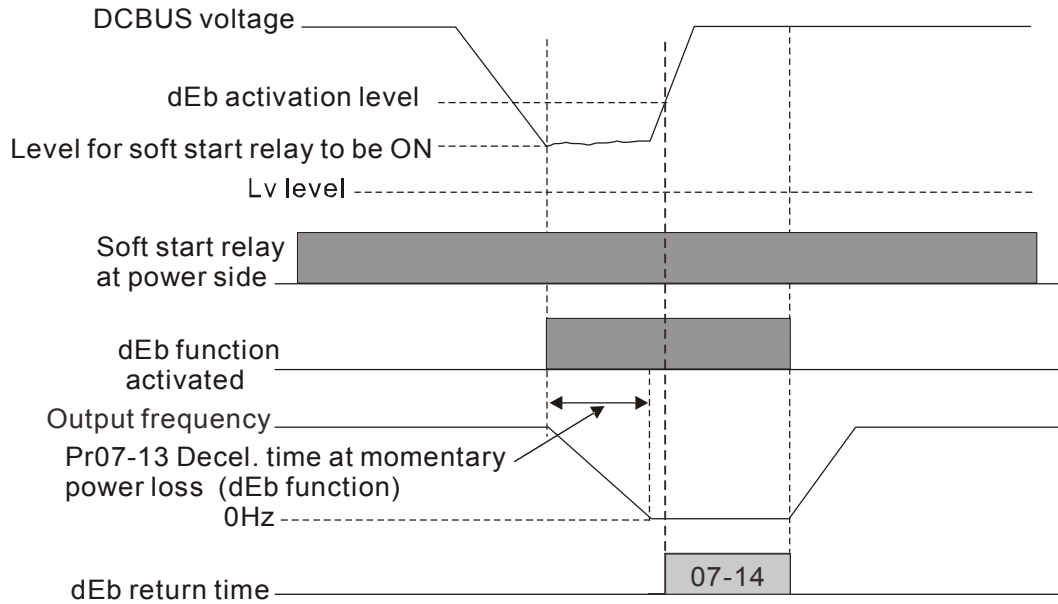 DCBUS voltage
dEb activation level
Level for soft start relay to be ON
Lv level
Soft start relay
at power side
dEb function
activated
Output frequency
Pr07-13 Decel. time at momentary
power loss (dEb function)
0Hz
07-14
dEb return time